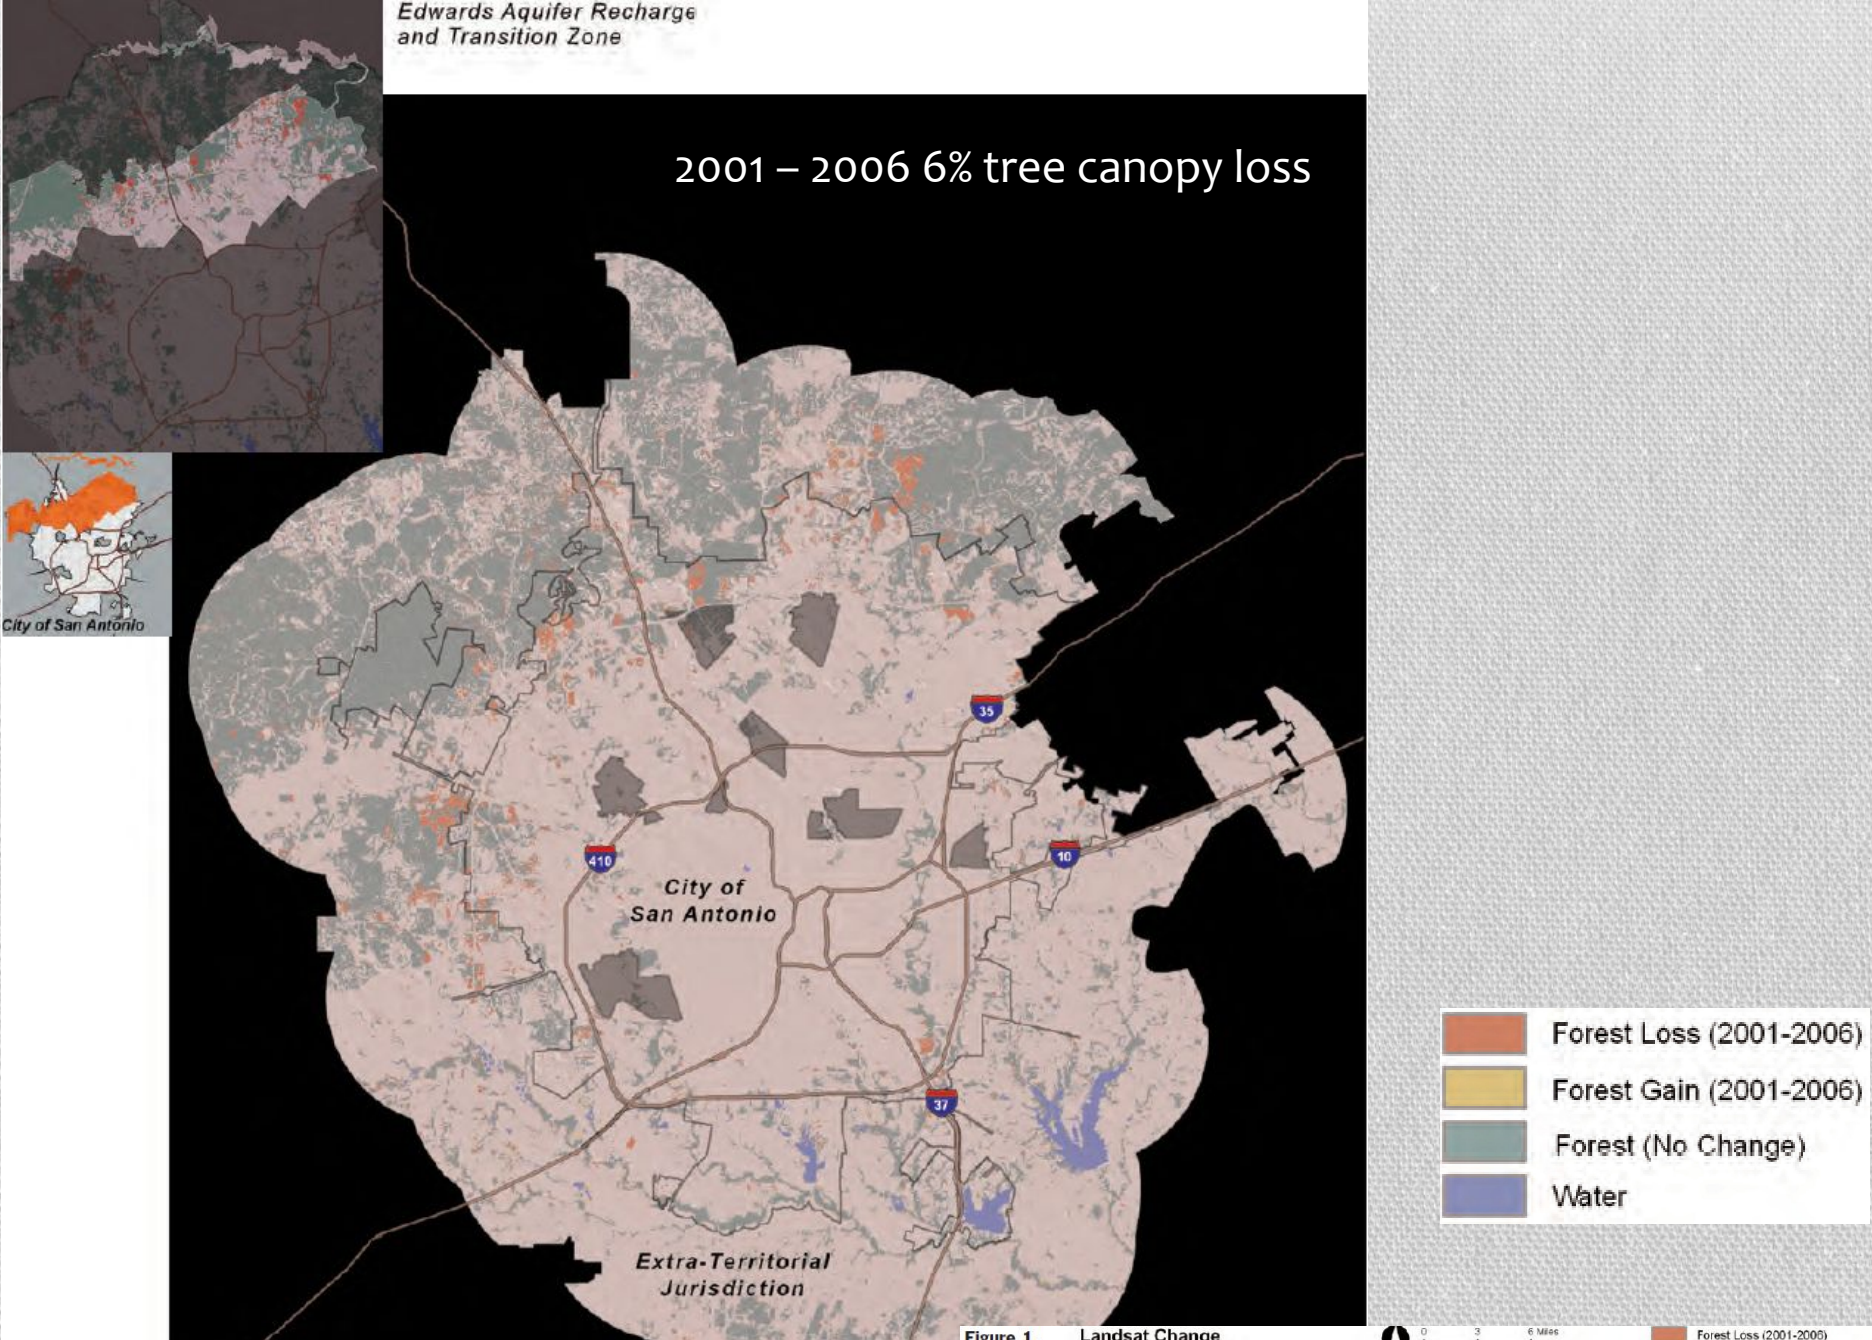 Edwards Aquifer Recharge
and Transition Zone
2001 – 2006 6% tree canopy loss
City of San Antonio
35
410
10
City of
San Antonio
37
Extra-Territorial
Jurisdiction
Forest Loss (2001-2006)
Forest Gain (2001-2006)
Forest (No Change)
Water
Figure 1 Landsat Change
0 3 6 Miles
Forest Loss (2001-2006)